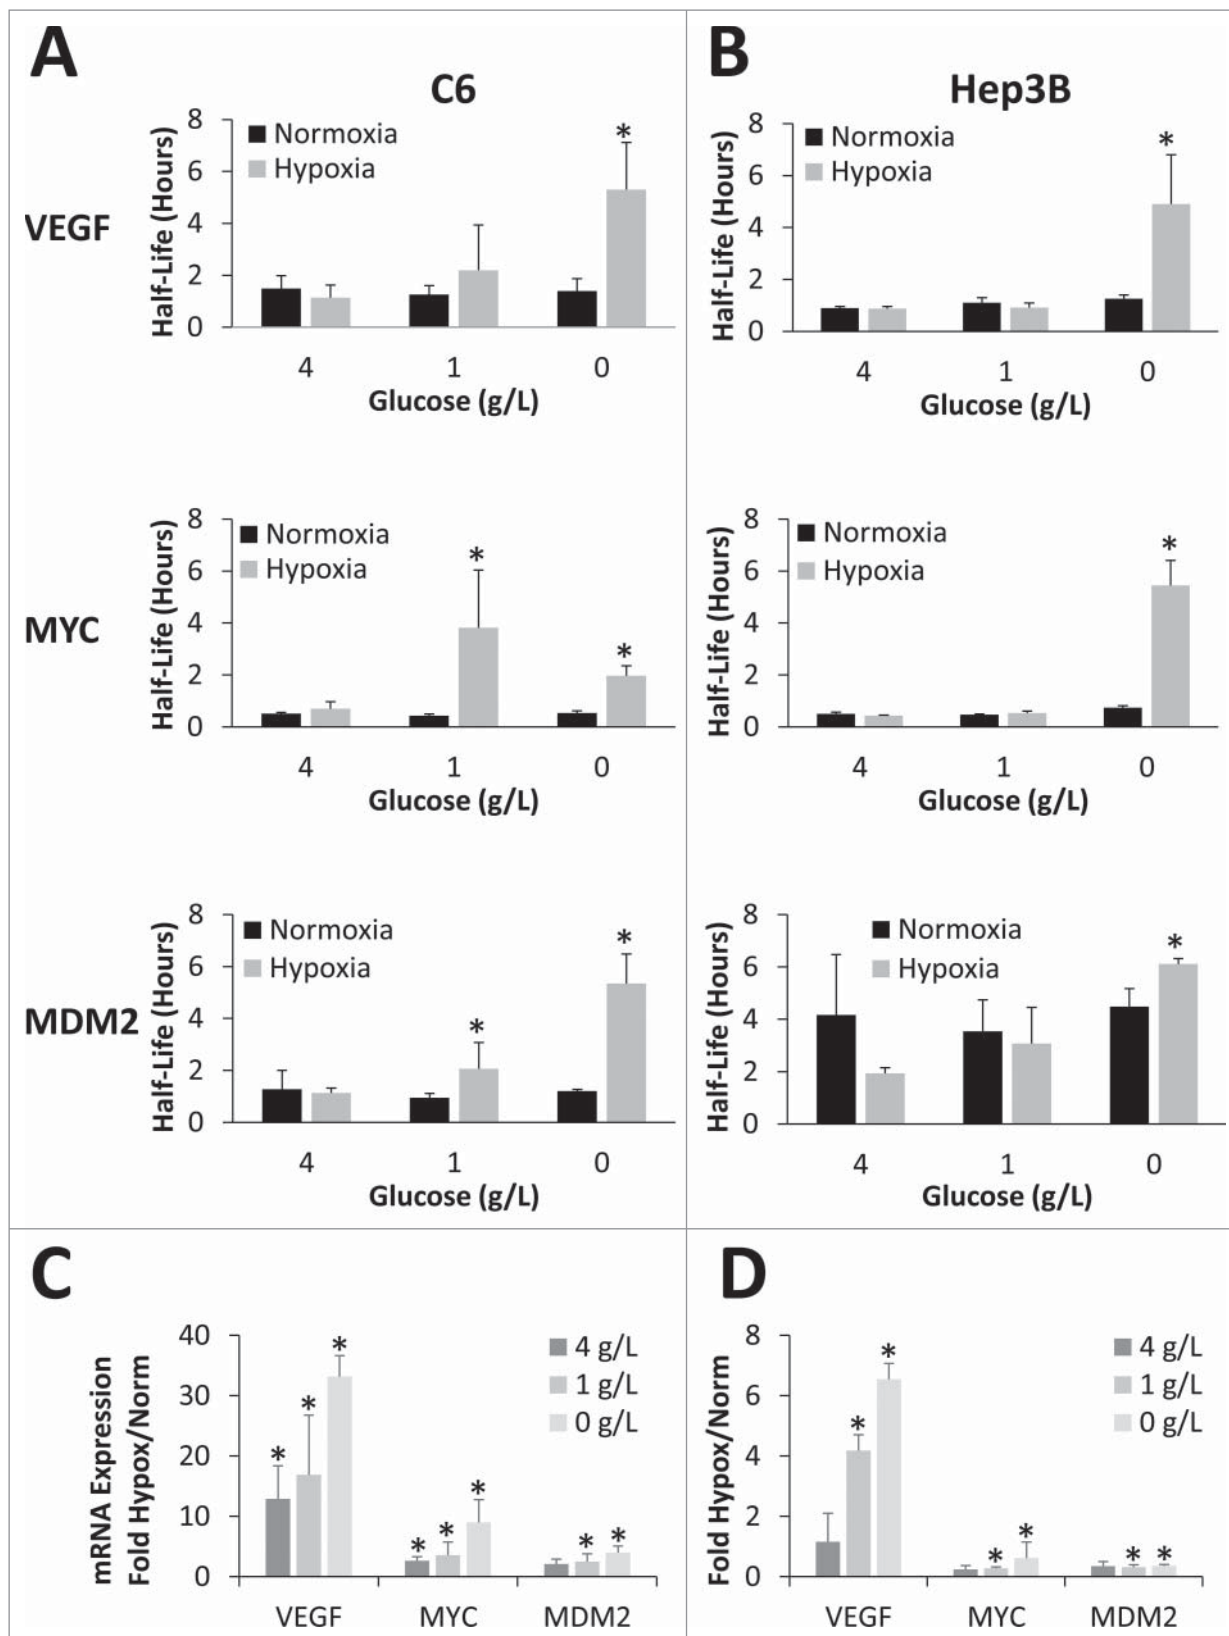 A
C6
VEGF
Half-Life (Hours)
8
6
4
2
0
Normoxia
Hypoxia
*
4 1 0
Glucose (g/L)
B
Hep3B
Half-Life (Hours)
8
6
4
2
0
Normoxia
Hypoxia
*
4 1 0
Glucose (g/L)
MYC
Half-Life (Hours)
8
6
4
2
0
Normoxia
Hypoxia
* *
4 1 0
Glucose (g/L)
Half-Life (Hours)
8
6
4
2
0
Normoxia
Hypoxia
*
4 1 0
Glucose (g/L)
MDM2
Half-Life (Hours)
8
6
4
2
0
Normoxia
Hypoxia
* *
4 1 0
Glucose (g/L)
Half-Life (Hours)
8
6
4
2
0
Normoxia
Hypoxia
*
4 1 0
Glucose (g/L)
C
mRNA Expression
Fold Hypox/Norm
40
30
20
10
0
4 g/L
1 g/L
0 g/L
* * * * * * * *
VEGF MYC MDM2
D
Fold Hypox/Norm
8
6
4
2
0
4 g/L
1 g/L
0 g/L
* * * * * *
VEGF MYC MDM2